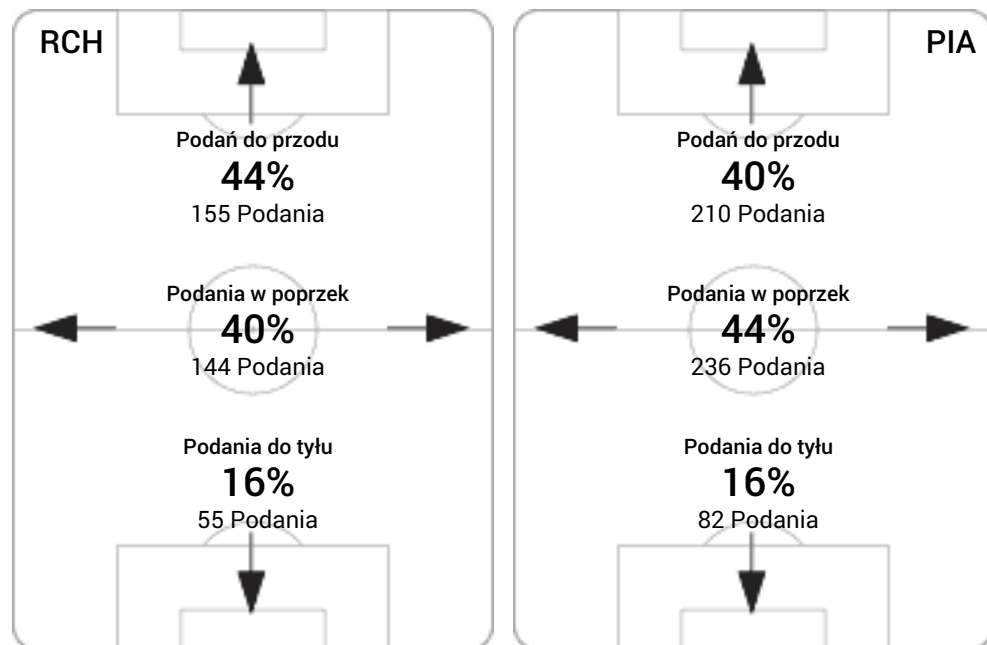 RCH
Podań do przodu
44%
155 Podania
Podania w poprzek
40%
144 Podania
Podania do tyłu
16%
55 Podania
PIA
Podań do przodu
40%
210 Podania
Podania w poprzek
44%
236 Podania
Podania do tyłu
16%
82 Podania